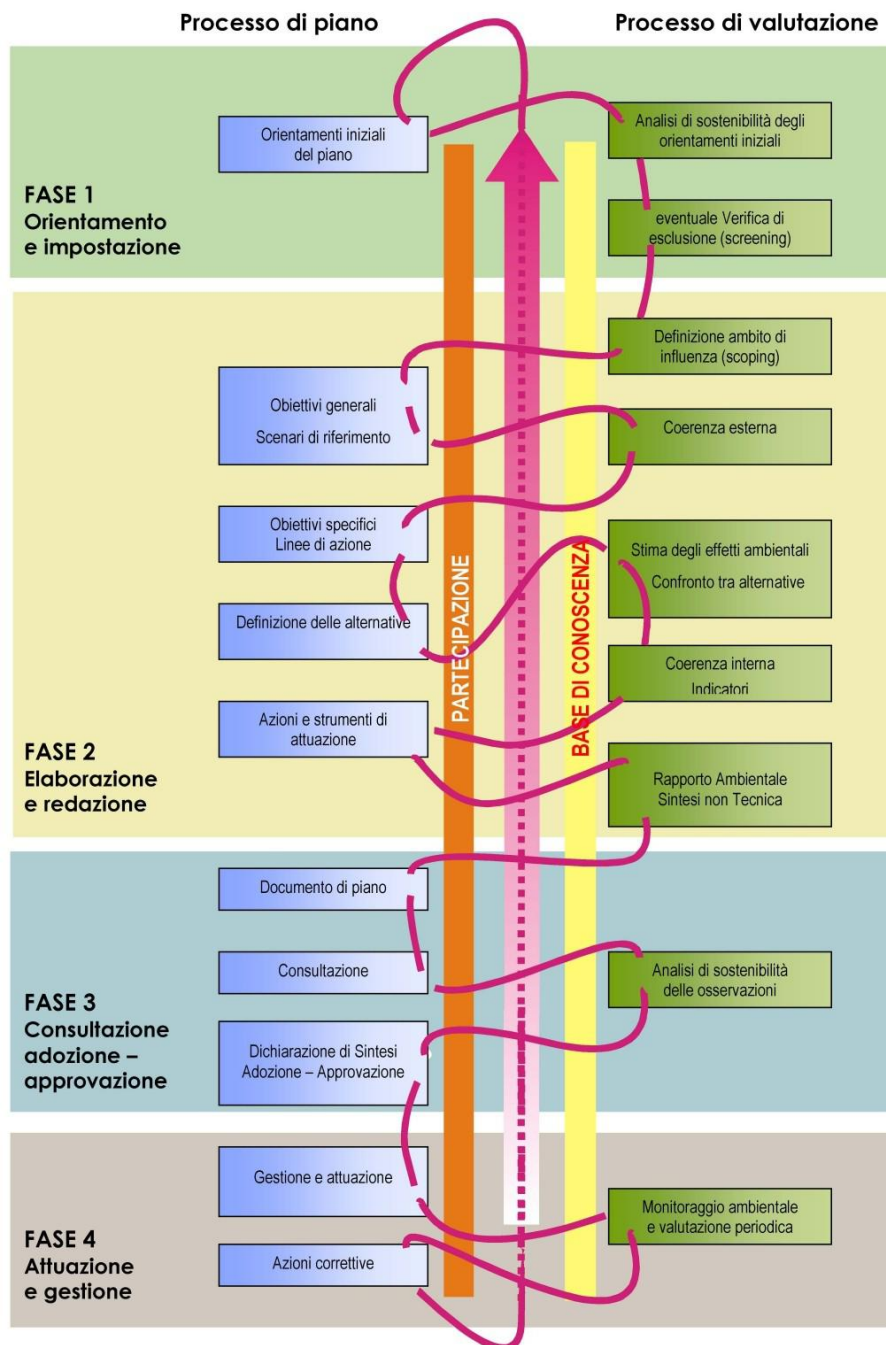 Processo di piano
Processo di valutazione
Orientamenti iniziali
del piano
Analisi di sostenibilità degli
orientamenti iniziali
FASE 1
Orientamento
e impostazione
eventuale Verifica di
esclusione (screening)
Definizione ambito di
influenza (scoping)
Obiettivi generali
Scenari di riferimento
Coerenza esterna
Obiettivi specifici
Linee di azione
Stima degli effetti ambientali
Confronto tra alternative
Definizione delle alternative
PARTECIPAZIONE
BASE DI CONOSCENZA
Coerenza interna
Indicatori
Azioni e strumenti di
attuazione
FASE 2
Elaborazione
e redazione
Rapporto Ambientale
Sintesi non Tecnica
Documento di piano
Consultazione
Analisi di sostenibilità
delle osservazioni
FASE 3
Consultazione
adozione –
approvazione
Dichiarazione di Sintesi
Adozione – Approvazione
Gestione e attuazione
Monitoraggio ambientale
e valutazione periodica
FASE 4
Attuazione
e gestione
Azioni correttive